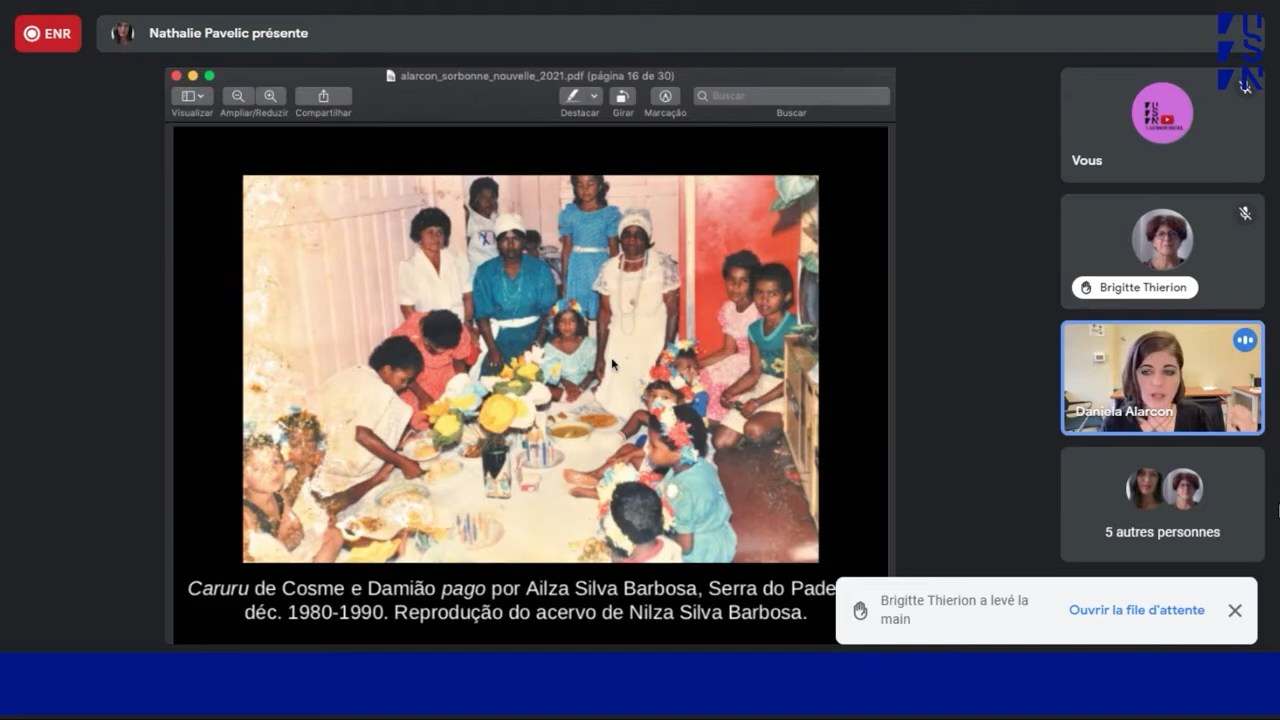 ENR
Nathalie Pavelic présente
alarcon_sorbonne_nouvelle_2021.pdf (página 16 de 30)
Buscar
Visualizar
Ampliar/Reduzir
Compartilhar
Destacar
Girar
Marcação
Buscar
USN
Vous
Brigitte Thierion
Daniela Alarcon
5 autres personnes
Caruru de Cosme e Damião pago por Ailza Silva Barbosa, Serra do Pade
déc. 1980-1990. Reprodução do acervo de Nilza Silva Barbosa.
Brigitte Thierion a levé la
main
Ouvrir la file d'attente